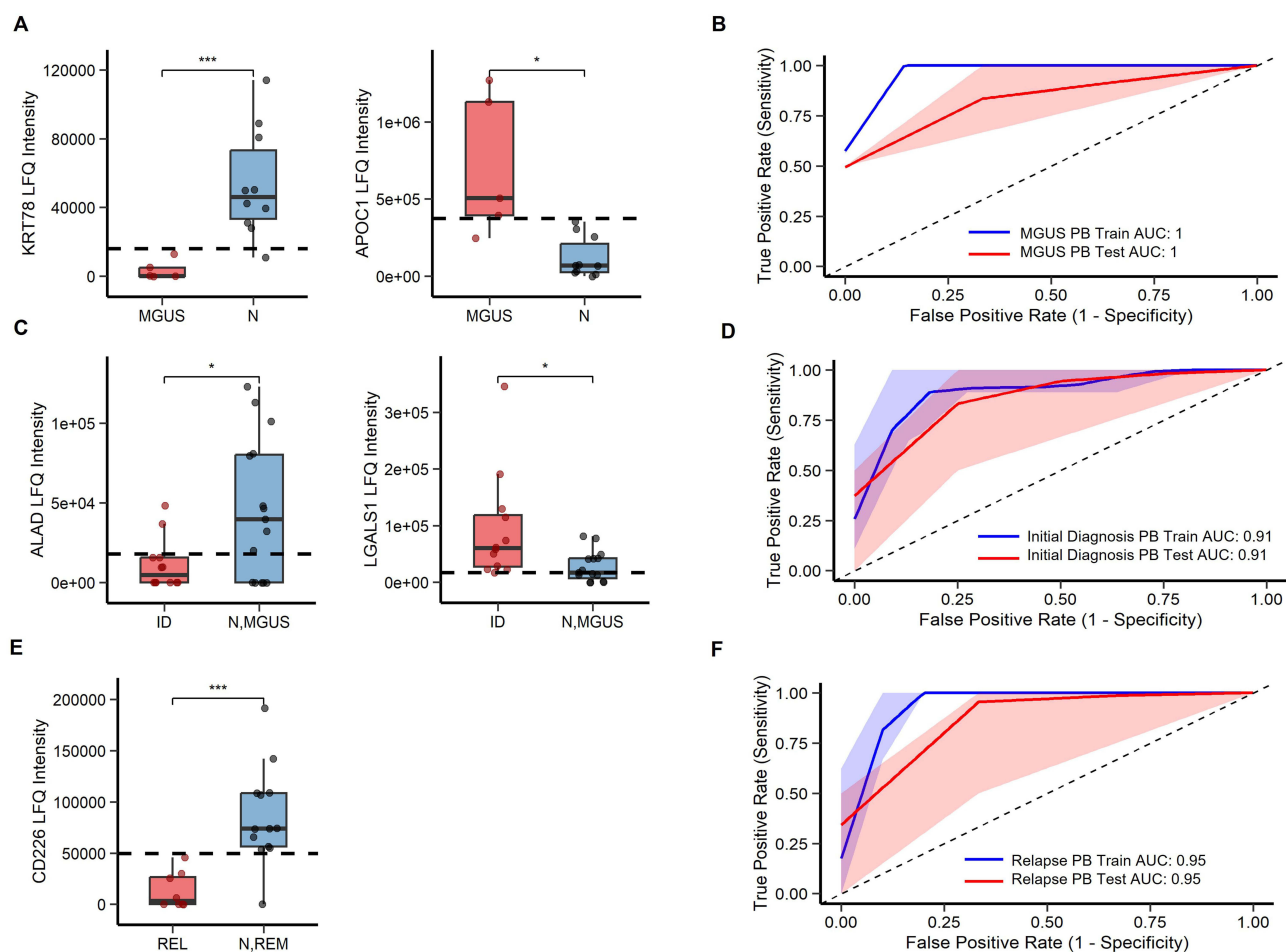 A
KRT78 LFQ Intensity
120000
80000
40000
0
***
MGUS
N
APOC1 LFQ Intensity
1e+06
5e+05
0e+00
*
MGUS
N
B
True Positive Rate (Sensitivity)
1.00
0.75
0.50
0.25
0.00
MGUS PB Train AUC: 1
MGUS PB Test AUC: 1
0.00 0.25 0.50 0.75 1.00
False Positive Rate (1 - Specificity)
C
ALAD LFQ Intensity
1e+05
5e+04
0e+00
*
ID
N,MGUS
LGALS1 LFQ Intensity
3e+05
2e+05
1e+05
0e+00
*
ID
N,MGUS
D
True Positive Rate (Sensitivity)
1.00
0.75
0.50
0.25
0.00
Initial Diagnosis PB Train AUC: 0.91
Initial Diagnosis PB Test AUC: 0.91
0.00 0.25 0.50 0.75 1.00
False Positive Rate (1 - Specificity)
E
CD226 LFQ Intensity
200000
150000
100000
50000
0
***
REL
N,REM
F
True Positive Rate (Sensitivity)
1.00
0.75
0.50
0.25
0.00
Relapse PB Train AUC: 0.95
Relapse PB Test AUC: 0.95
0.00 0.25 0.50 0.75 1.00
False Positive Rate (1 - Specificity)